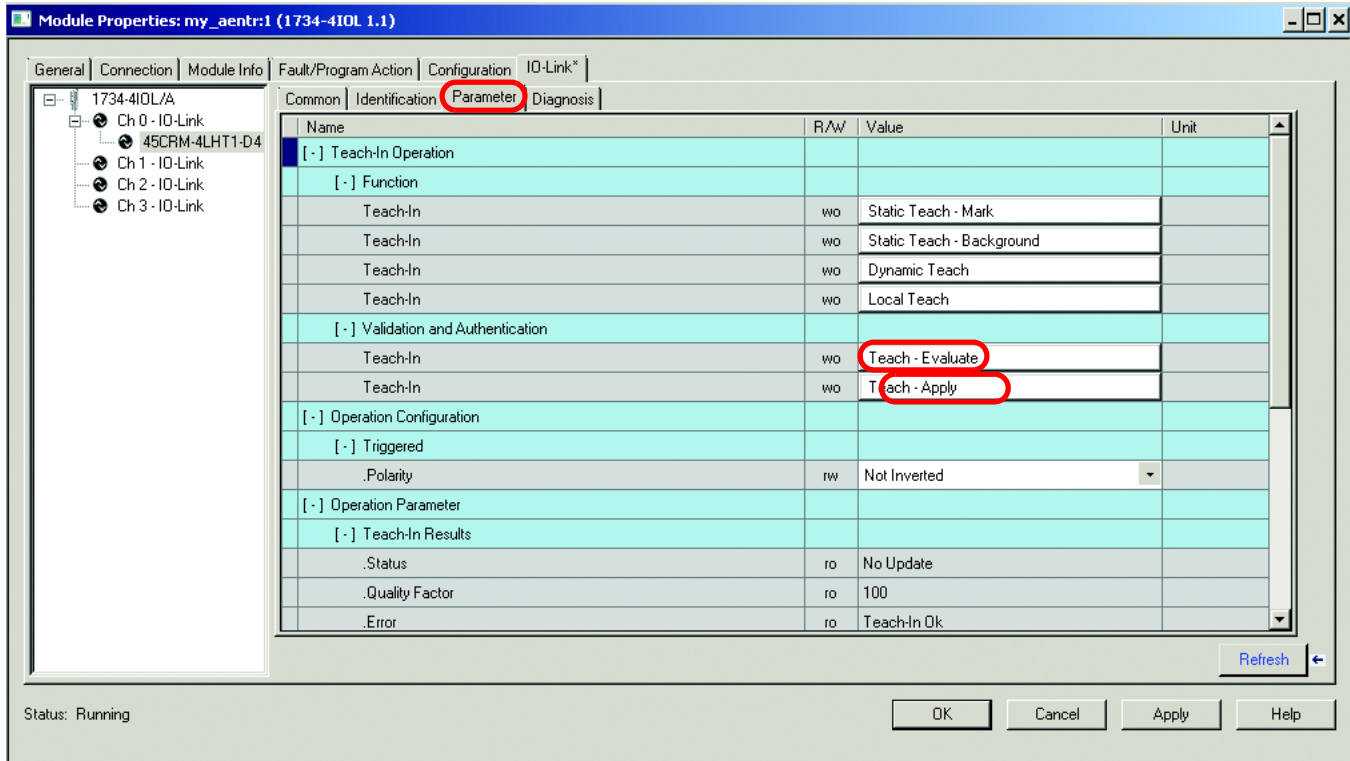 Module Properties: my_aentr:1 (1734-4IOL 1.1)
General Connection Module Info Fault/Program Action Configuration IO-Link*
1734-4IOL/A
Ch 0 - IO-Link
45CRM-4LHT1-D4
Ch 1 - IO-Link
Ch 2 - IO-Link
Ch 3 - IO-Link
Common Identification Parameter Diagnosis
Name R/W Value Unit
[-] Teach-In Operation
[-] Function
Teach-In wo Static Teach - Mark
Teach-In wo Static Teach - Background
Teach-In wo Dynamic Teach
Teach-In wo Local Teach
[-] Validation and Authentication
Teach-In wo Teach - Evaluate
Teach-In wo Teach - Apply
[-] Operation Configuration
[-] Triggered
.Polarity rw Not Inverted
[-] Operation Parameter
[-] Teach-In Results
.Status ro No Update
.Quality Factor ro 100
.Error ro Teach-In Ok
Refresh
Status: Running
OK Cancel Apply Help